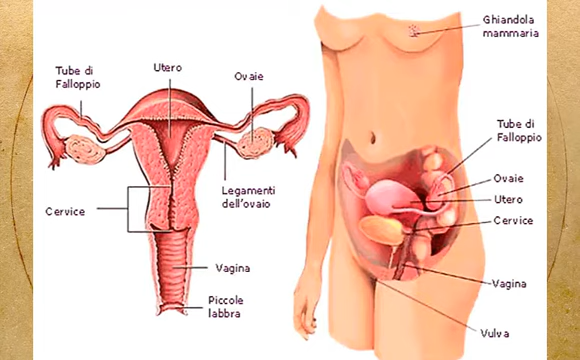 Tube di
Falloppio
Utero
Ovaie
Legamenti
dell'ovaio
Cervice
Vagina
Piccole
labbra
Ghiandola
mammaria
Tube di
Falloppio
Ovaie
Utero
Cervice
Vagina
Vulva